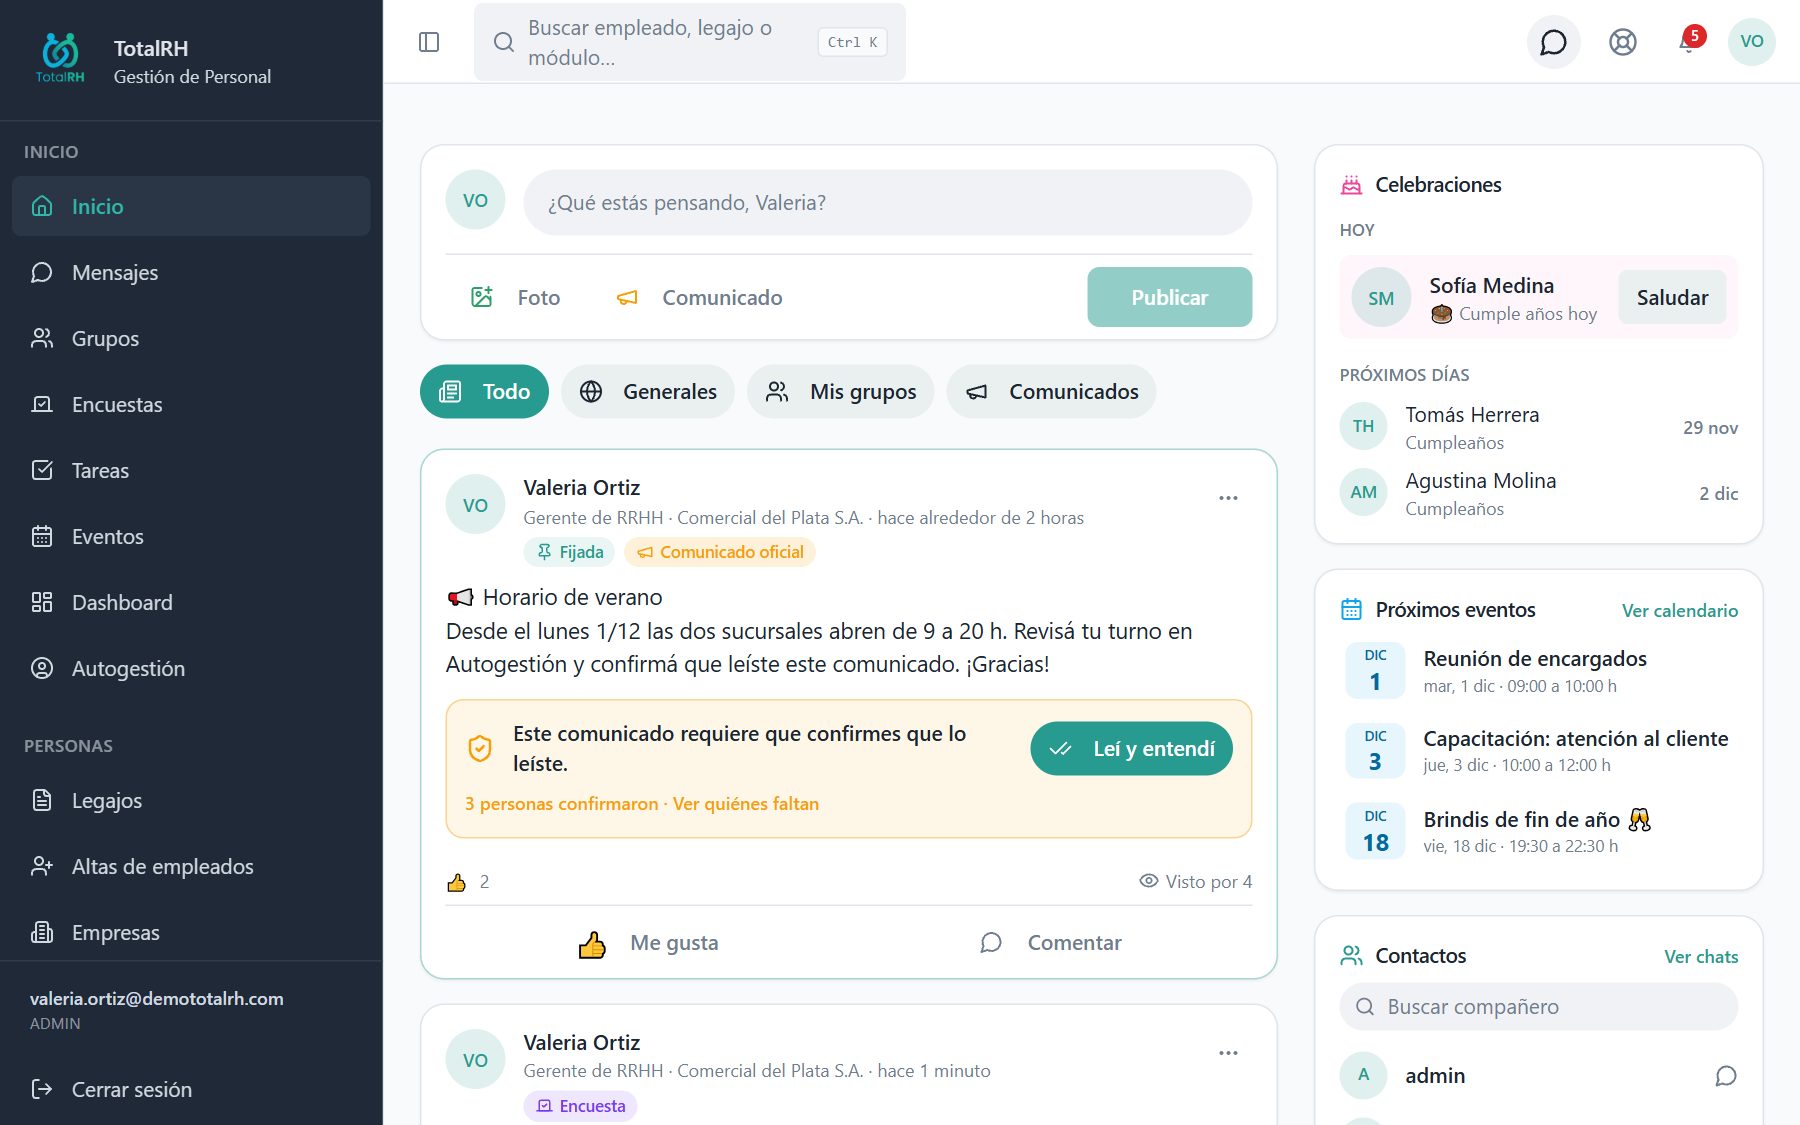 TotalRH
TotalRH
Gestión de Personal
INICIO
Inicio
Mensajes
Grupos
Encuestas
Tareas
Eventos
Dashboard
Autogestión
PERSONAS
Legajos
Altas de empleados
Empresas
valeria.ortiz@demototalrh.com
ADMIN
Cerrar sesión
Buscar empleado, legajo o
módulo...
Ctrl K
5
VO
VO
¿Qué estás pensando, Valeria?
Foto
Comunicado
Publicar
Todo
Generales
Mis grupos
Comunicados
VO
Valeria Ortiz
Gerente de RRHH · Comercial del Plata S.A. · hace alrededor de 2 horas
Fijada
Comunicado oficial
📢 Horario de verano
Desde el lunes 1/12 las dos sucursales abren de 9 a 20 h. Revisá tu turno en
Autogestión y confirmá que leíste este comunicado. ¡Gracias!
Este comunicado requiere que confirmes que lo
leíste.
Leí y entendí
3 personas confirmaron · Ver quiénes faltan
👍 2
Visto por 4
👍 Me gusta
Comentar
VO
Valeria Ortiz
Gerente de RRHH · Comercial del Plata S.A. · hace 1 minuto
Encuesta
Celebraciones
HOY
SM
Sofía Medina
🎂 Cumple años hoy
Saludar
PRÓXIMOS DÍAS
TH
Tomás Herrera
Cumpleaños
29 nov
AM
Agustina Molina
Cumpleaños
2 dic
Próximos eventos
Ver calendario
DIC
1
Reunión de encargados
mar, 1 dic · 09:00 a 10:00 h
DIC
3
Capacitación: atención al cliente
jue, 3 dic · 10:00 a 12:00 h
DIC
18
Brindis de fin de año 🥂
vie, 18 dic · 19:30 a 22:30 h
Contactos
Ver chats
Buscar compañero
A
admin